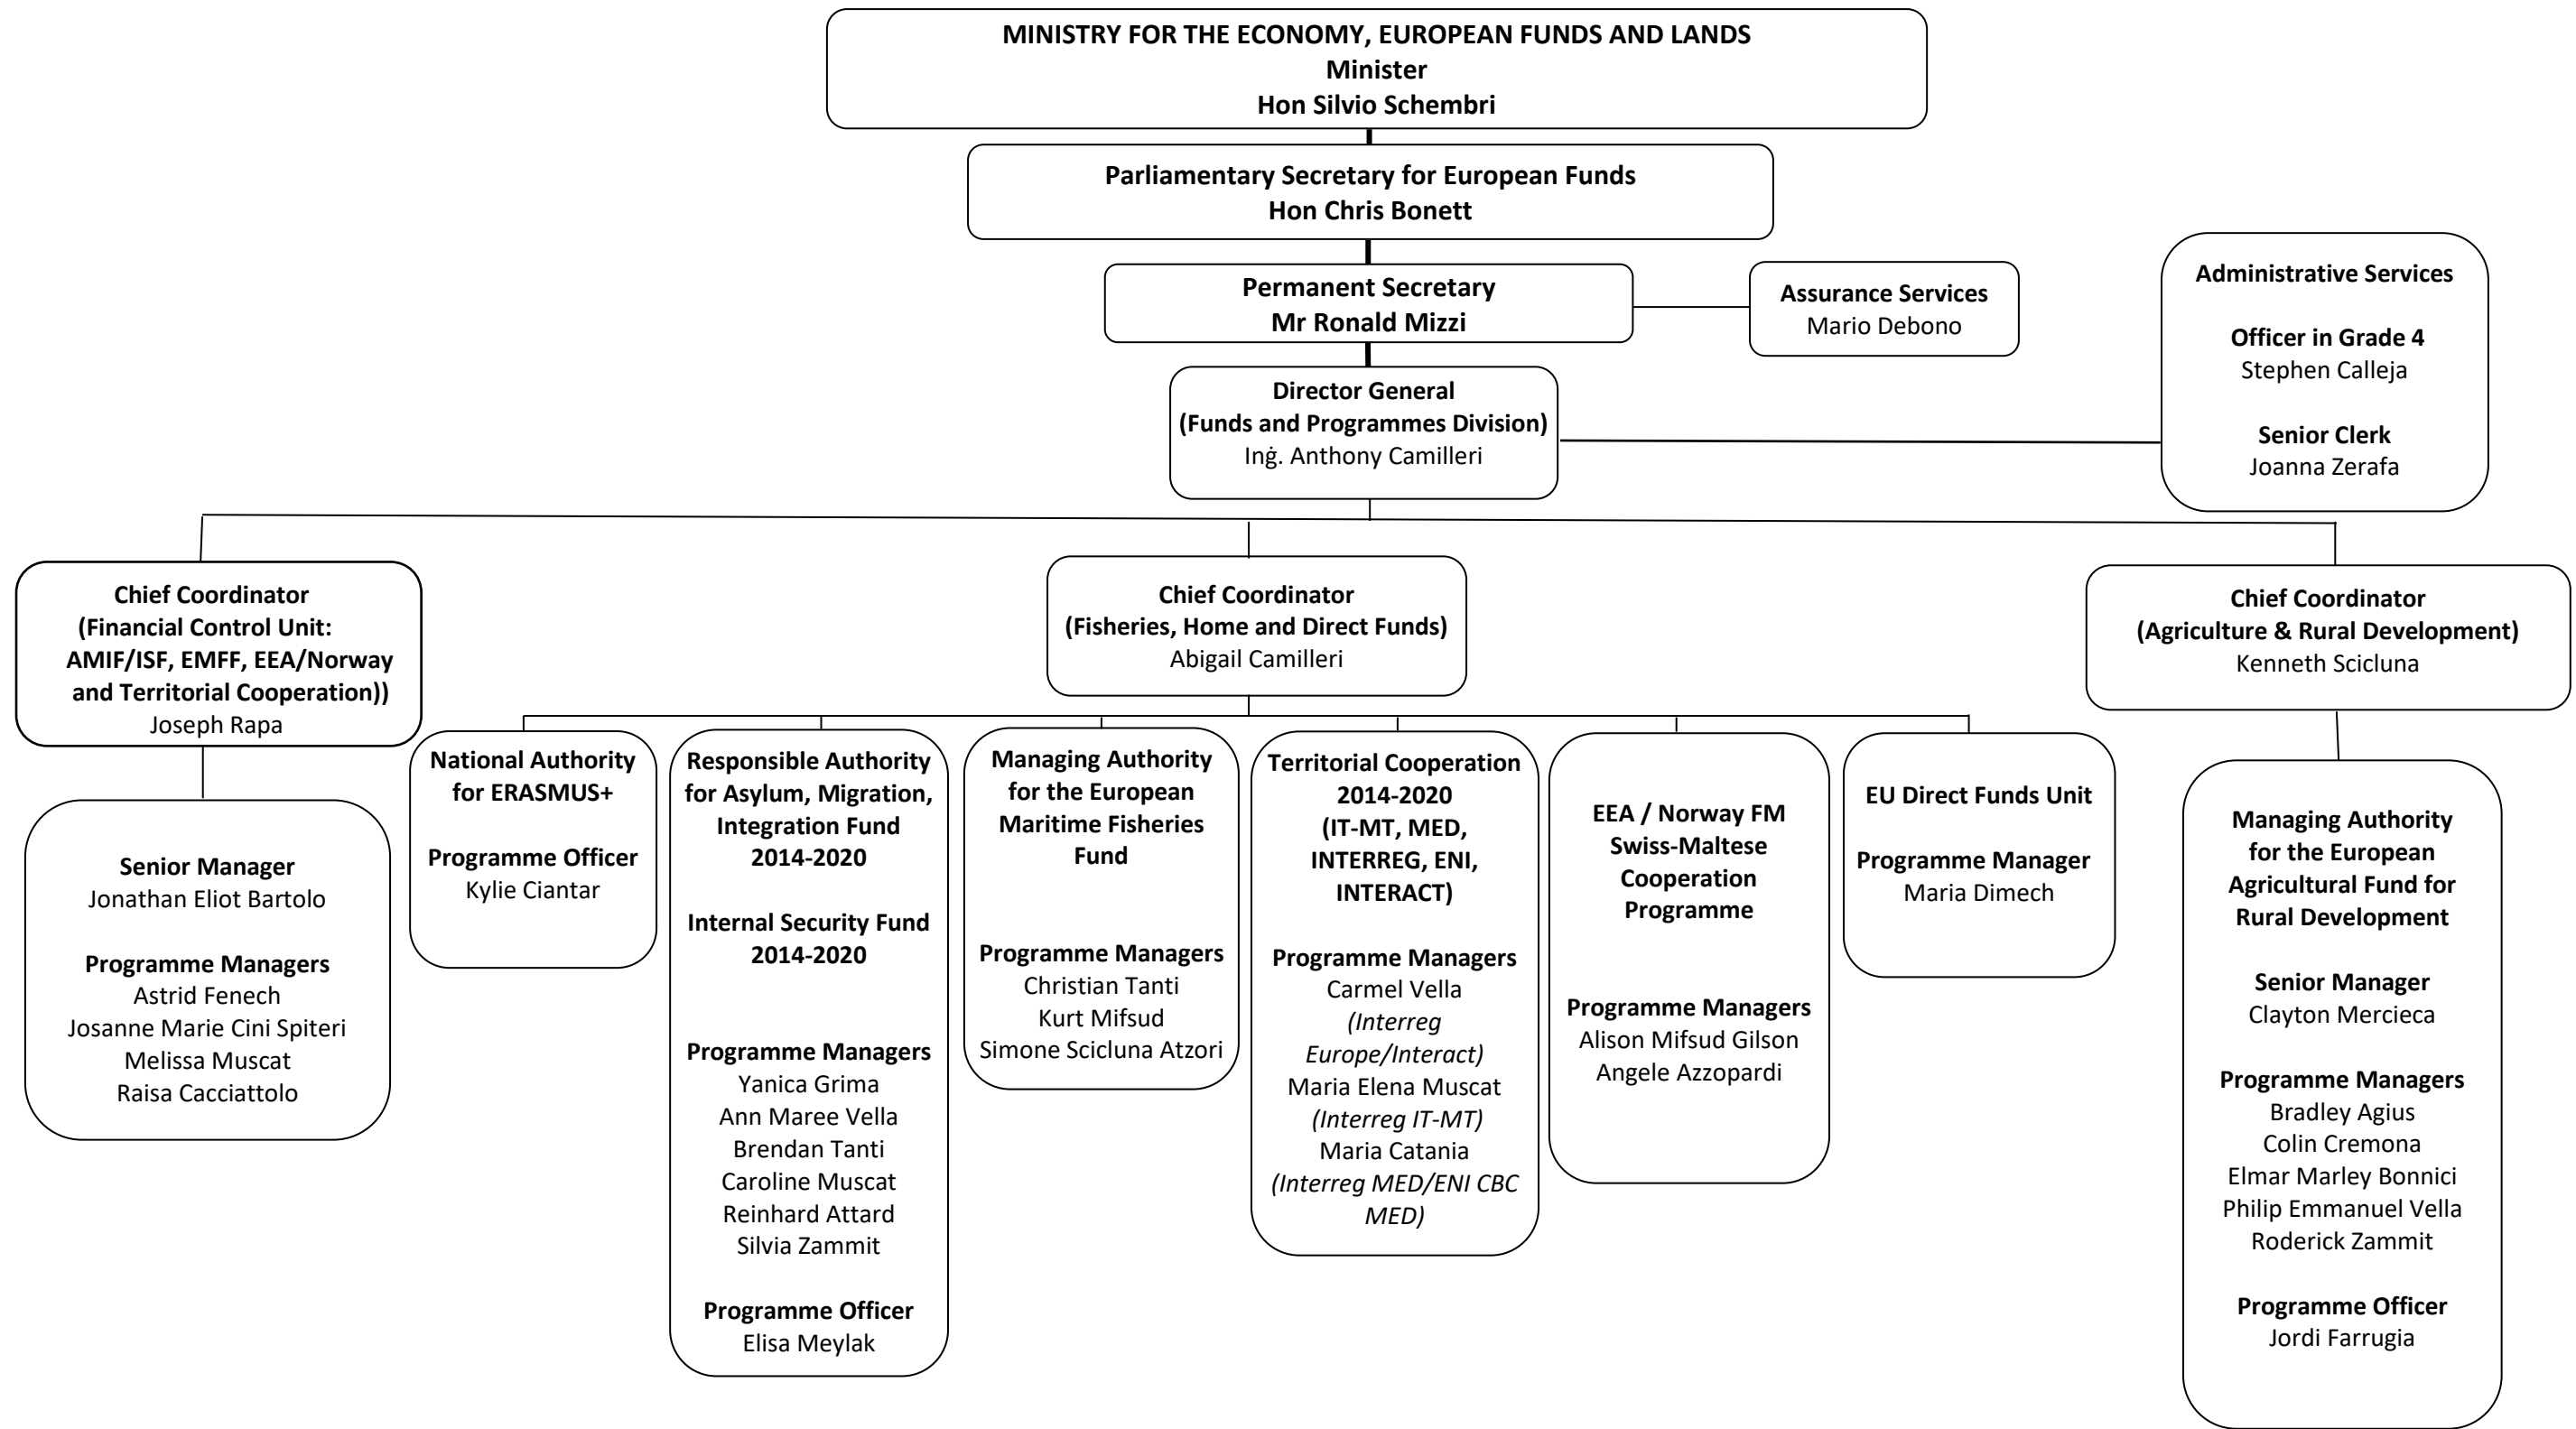 MINISTRY FOR THE ECONOMY, EUROPEAN FUNDS AND LANDS
Minister
Hon Silvio Schembri
Parliamentary Secretary for European Funds
Hon Chris Bonett
Permanent Secretary
Mr Ronald Mizzi
Assurance Services
Mario Debono
Administrative Services
Officer in Grade 4
Stephen Calleja
Senior Clerk
Joanna Zerafa
Director General
(Funds and Programmes Division)
Inġ. Anthony Camilleri
Chief Coordinator
(Financial Control Unit:
AMIF/ISF, EMFF, EEA/Norway
and Territorial Cooperation))
Joseph Rapa
Chief Coordinator
(Fisheries, Home and Direct Funds)
Abigail Camilleri
Chief Coordinator
(Agriculture & Rural Development)
Kenneth Scicluna
Senior Manager
Jonathan Eliot Bartolo
Programme Managers
Astrid Fenech
Josanne Marie Cini Spiteri
Melissa Muscat
Raisa Cacciattolo
National Authority
for ERASMUS+
Programme Officer
Kylie Ciantar
Responsible Authority
for Asylum, Migration,
Integration Fund
2014-2020
Internal Security Fund
2014-2020
Programme Managers
Yanica Grima
Ann Maree Vella
Brendan Tanti
Caroline Muscat
Reinhard Attard
Silvia Zammit
Programme Officer
Elisa Meylak
Managing Authority
for the European
Maritime Fisheries
Fund
Programme Managers
Christian Tanti
Kurt Mifsud
Simone Scicluna Atzori
Territorial Cooperation
2014-2020
(IT-MT, MED,
INTERREG, ENI,
INTERACT)
Programme Managers
Carmel Vella
(Interreg
Europe/Interact)
Maria Elena Muscat
(Interreg IT-MT)
Maria Catania
(Interreg MED/ENI CBC
MED)
EEA / Norway FM
Swiss-Maltese
Cooperation
Programme
Programme Managers
Alison Mifsud Gilson
Angele Azzopardi
EU Direct Funds Unit
Programme Manager
Maria Dimech
Managing Authority
for the European
Agricultural Fund for
Rural Development
Senior Manager
Clayton Mercieca
Programme Managers
Bradley Agius
Colin Cremona
Elmar Marley Bonnici
Philip Emmanuel Vella
Roderick Zammit
Programme Officer
Jordi Farrugia